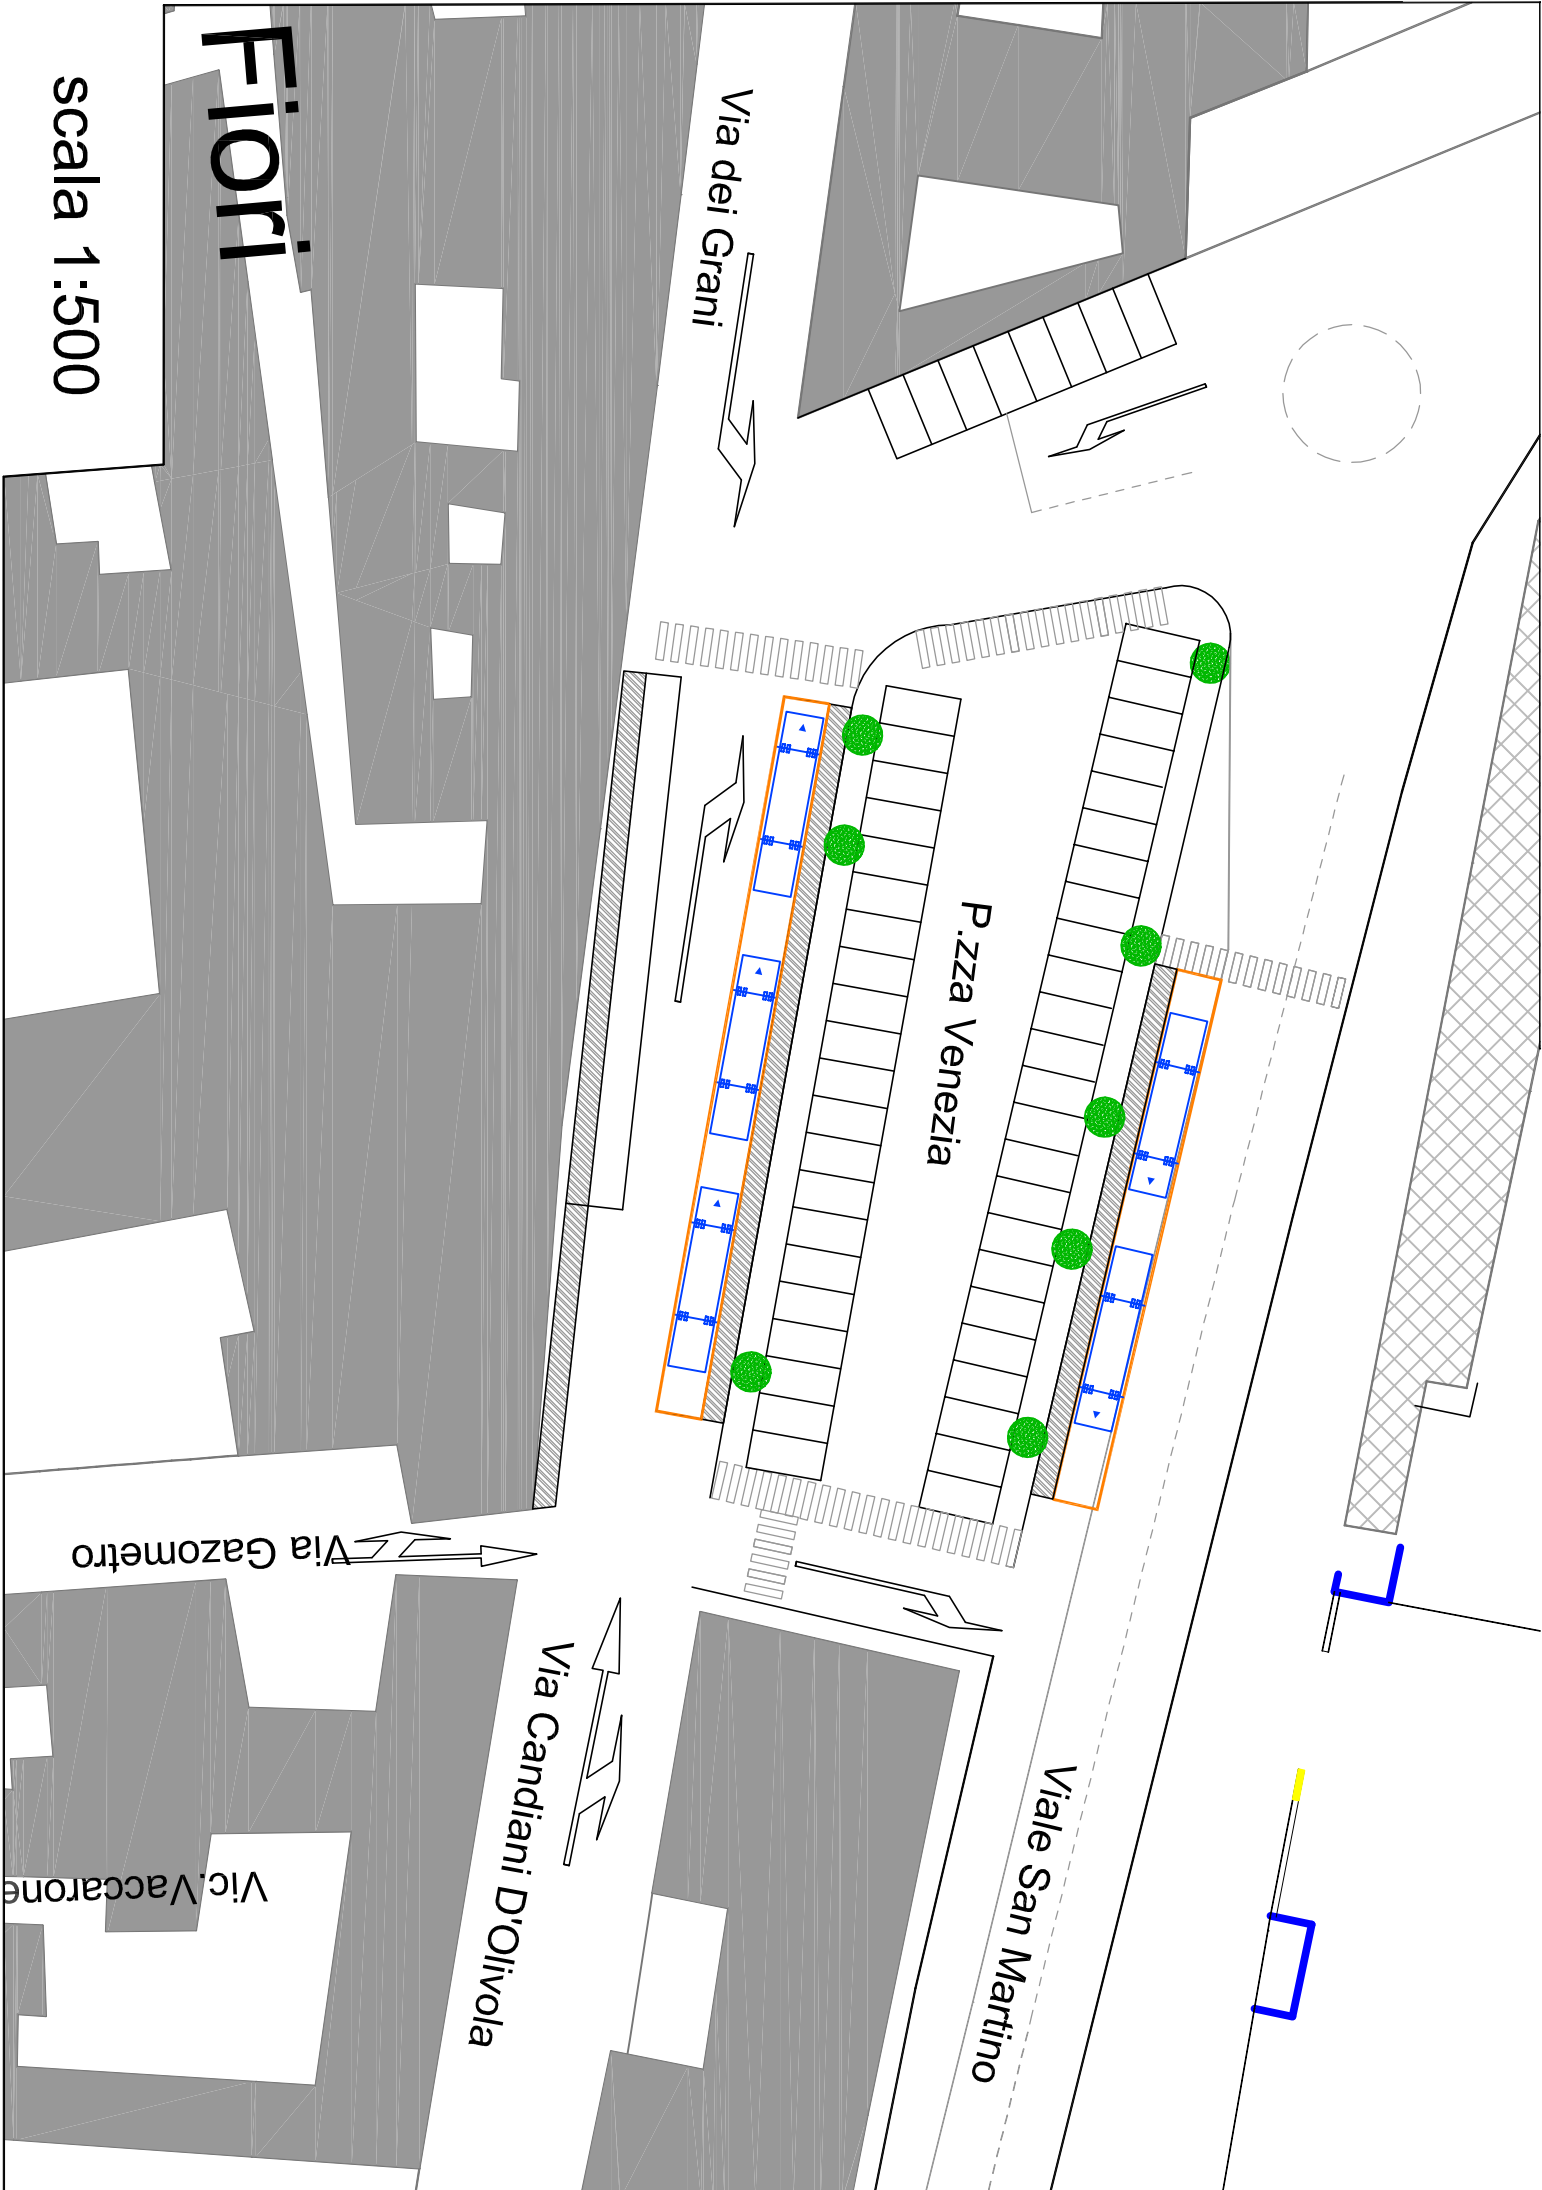 Fiori
scala 1:500
Via dei Grani
P.zza Venezia
Via Gazometro
Via Candiani D'Olivola
Viale San Martino
Vic.Vaccarone